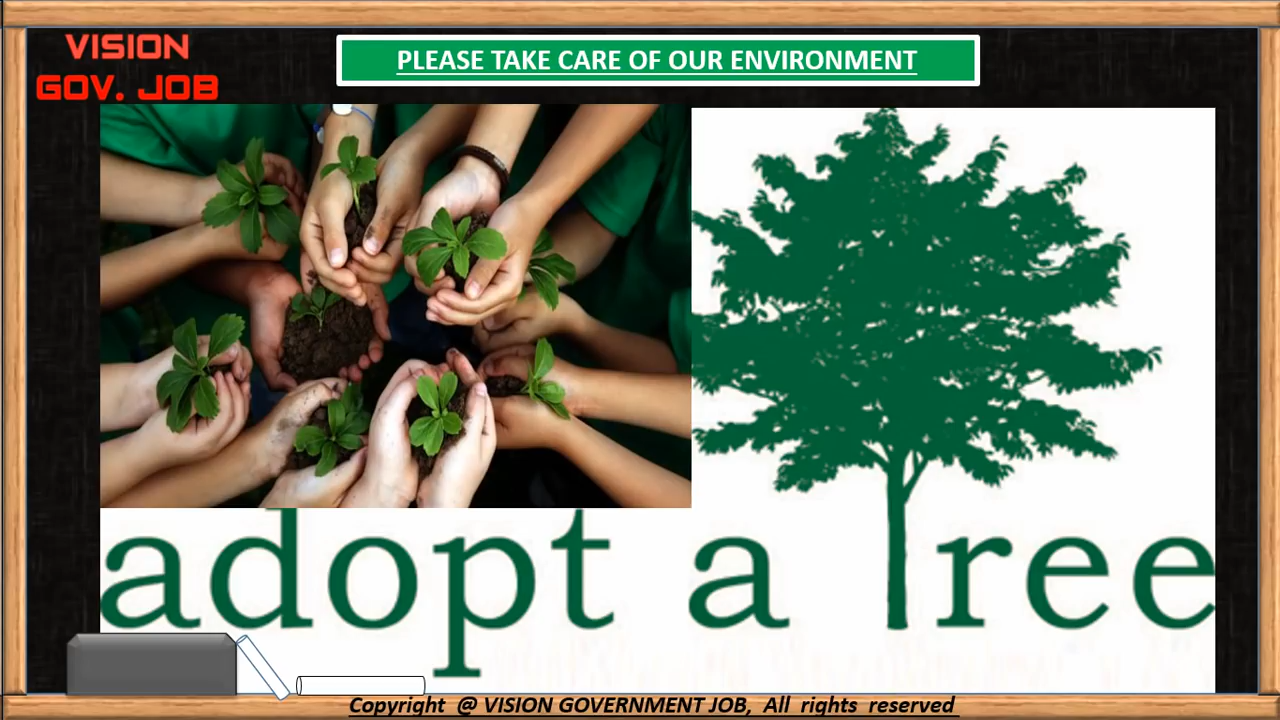 VISION
GOV. JOB
PLEASE TAKE CARE OF OUR ENVIRONMENT
adopt a Tree
Copyright @ VISION GOVERNMENT JOB, All rights reserved